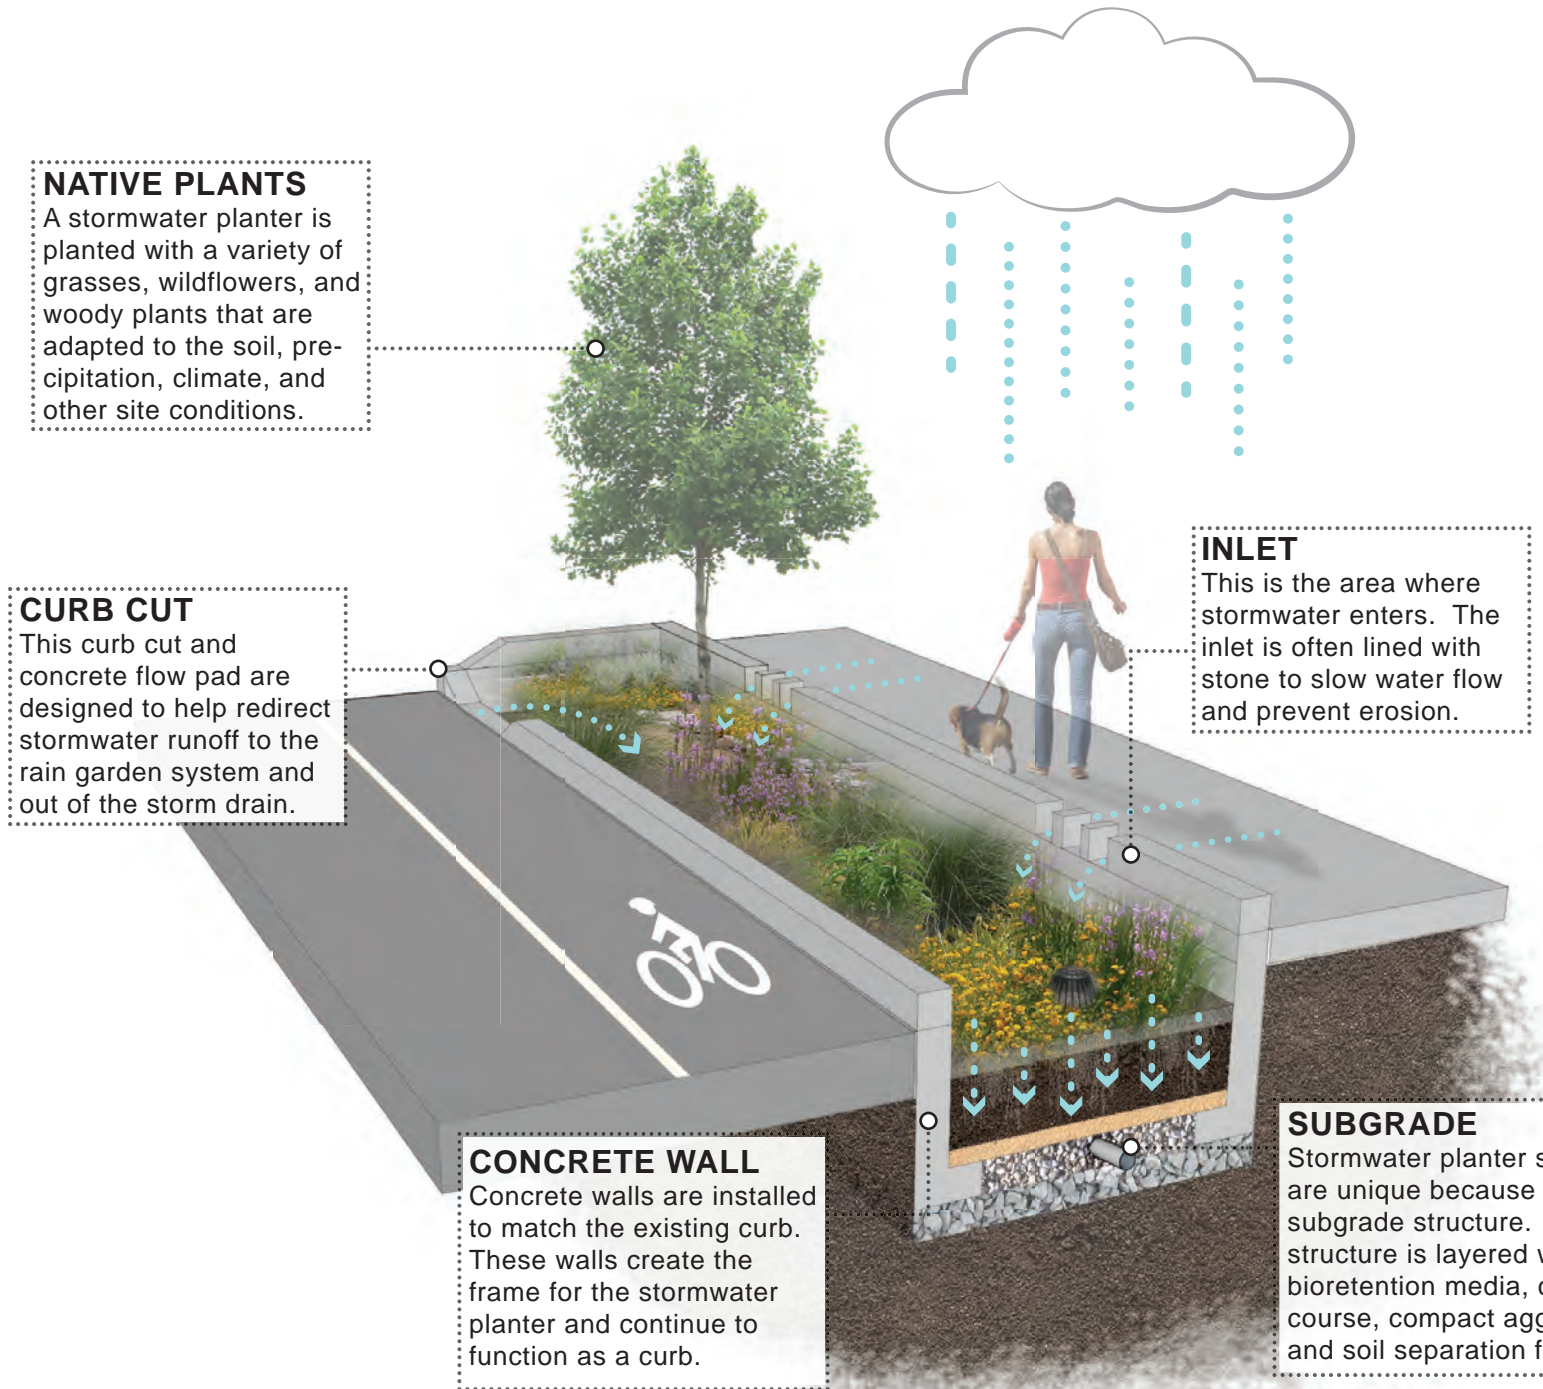 NATIVE PLANTS
A stormwater planter is
planted with a variety of
grasses, wildflowers, and
woody plants that are
adapted to the soil, pre-
cipitation, climate, and
other site conditions.
CURB CUT
This curb cut and
concrete flow pad are
designed to help redirect
stormwater runoff to the
rain garden system and
out of the storm drain.
INLET
This is the area where
stormwater enters.  The
inlet is often lined with
stone to slow water flow
and prevent erosion.
CONCRETE WALL
Concrete walls are installed
to match the existing curb.
These walls create the
frame for the stormwater
planter and continue to
function as a curb.
SUBGRADE
Stormwater planter
are unique because
subgrade structure.
structure is layered
bioretention media,
course, compact
and soil separation